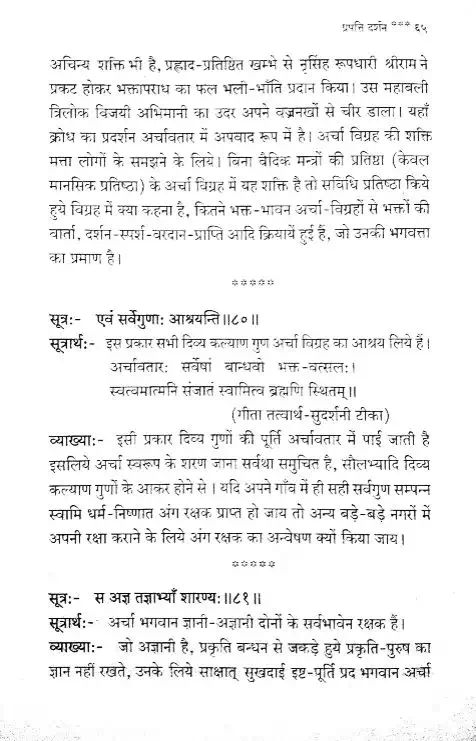 प्रपत्ति दर्शन *** ६५
अचिन्य शक्ति भी है, प्रह्लाद-प्रतिष्ठित खम्भे से नृसिंह रूपधारी श्रीराम ने
प्रकट होकर भक्तापराध का फल भली-भाँति प्रदान किया। उस महावली
त्रिलोक विजयी अभिमानी का उदर अपने वज्रनखों से चीर डाला। यहाँ
क्रोध का प्रदर्शन अर्चावतार में अपवाद रूप में है। अर्चा विग्रह की शक्ति
मत्ता लोगों के समझने के लिये। बिना वैदिक मन्त्रों की प्रतिष्ठा (केवल
मानसिक प्रतिष्ठा) के अर्चा विग्रह में यह शक्ति है तो सविधि प्रतिष्ठा किये
हुये विग्रह में क्या कहना है, कितने भक्त-भावन अर्चा-विग्रहों से भक्तों की
वार्ता, दर्शन-स्पर्श-वरदान-प्राप्ति आदि क्रियायें हुई हैं, जो उनकी भगवत्ता
का प्रमाण है।
*****
सूत्र:- एवं सर्वेगुणाः आश्रयन्ति॥८०॥
सूत्रार्थ:- इस प्रकार सभी दिव्य कल्याण गुण अर्चा विग्रह का आश्रय लिये हैं।
अर्चावतारः सर्वेषां बान्धवो भक्त-वत्सलः।
स्वत्वमात्मनि संजातं स्वामित्व ब्रह्मणि स्थितम्॥
(गीता तत्वार्थ-सुदर्शनी टीका)
व्याख्या:- इसी प्रकार दिव्य गुणों की पूर्ति अर्चावतार में पाई जाती है
इसलिये अर्चा स्वरूप के शरण जाना सर्वथा समुचित है, सौलभ्यादि दिव्य
कल्याण गुणों के आकर होने से। यदि अपने गाँव में ही सही सर्वगुण सम्पन्न
स्वामि धर्म-निष्णात अंग रक्षक प्राप्त हो जाय तो अन्य बड़े-बड़े नगरों में
अपनी रक्षा कराने के लिये अंग रक्षक का अन्वेषण क्यों किया जाय।
*****
सूत्र:- स अज्ञ तज्ञाभ्याँ शारण्यः॥८१॥
सूत्रार्थ:- अर्चा भगवान ज्ञानी-अज्ञानी दोनों के सर्वभावेन रक्षक हैं।
व्याख्या:- जो अज्ञानी है, प्रकृति बन्धन से जकड़े हुये प्रकृति-पुरुष का
ज्ञान नहीं रखते, उनके लिये साक्षात् सुखदाई इष्ट-पूर्ति प्रद भगवान अर्चा